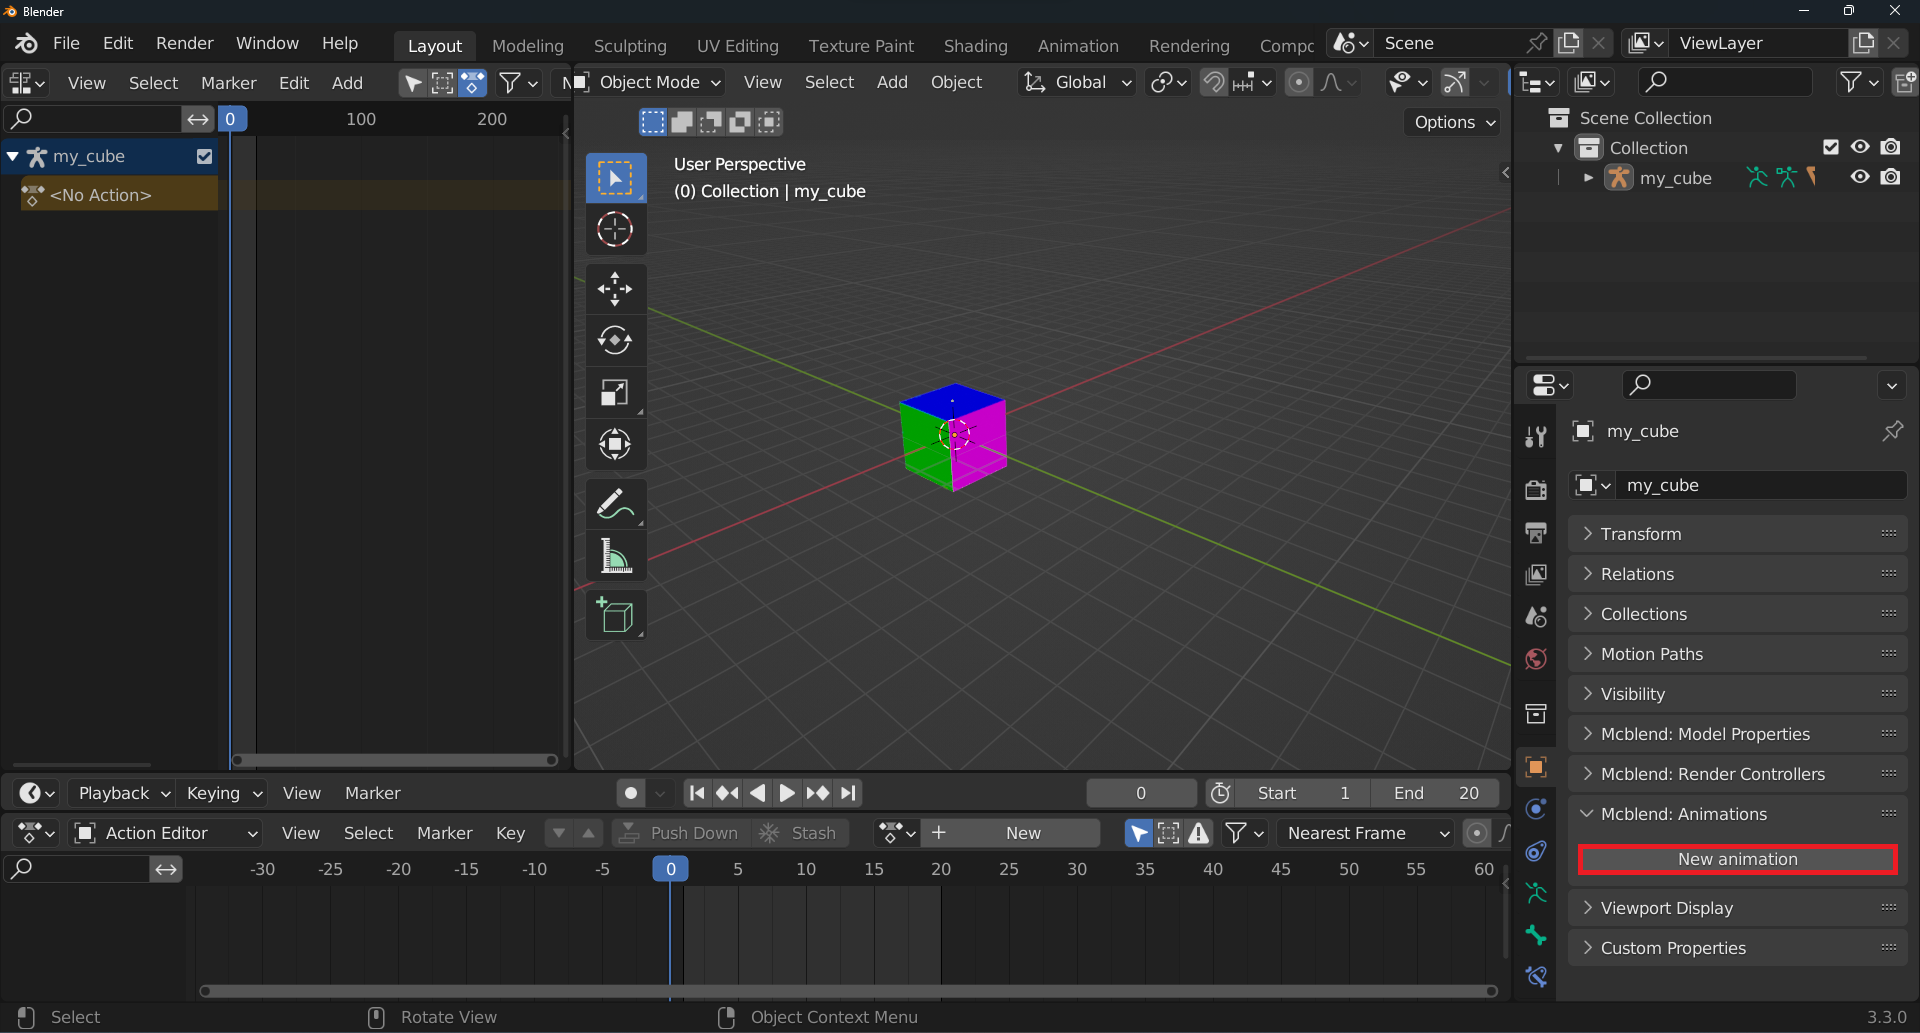 Blender
File Edit Render Window Help Layout Modeling Sculpting UV Editing Texture Paint Shading Animation Rendering Compc Scene ViewLayer
View Select Marker Edit Add N
Object Mode View Select Add Object Global
0 100 200
my_cube
<No Action>
Options
User Perspective
(0) Collection | my_cube
Scene Collection
Collection
my_cube
my_cube
my_cube
Transform
Relations
Collections
Motion Paths
Visibility
Mcblend: Model Properties
Mcblend: Render Controllers
Mcblend: Animations
New animation
Viewport Display
Custom Properties
Playback Keying View Marker 0 Start 1 End 20
Action Editor View Select Marker Key Push Down Stash New Nearest Frame
-30 -25 -20 -15 -10 -5 0 5 10 15 20 25 30 35 40 45 50 55 60
Select Rotate View Object Context Menu 3.3.0